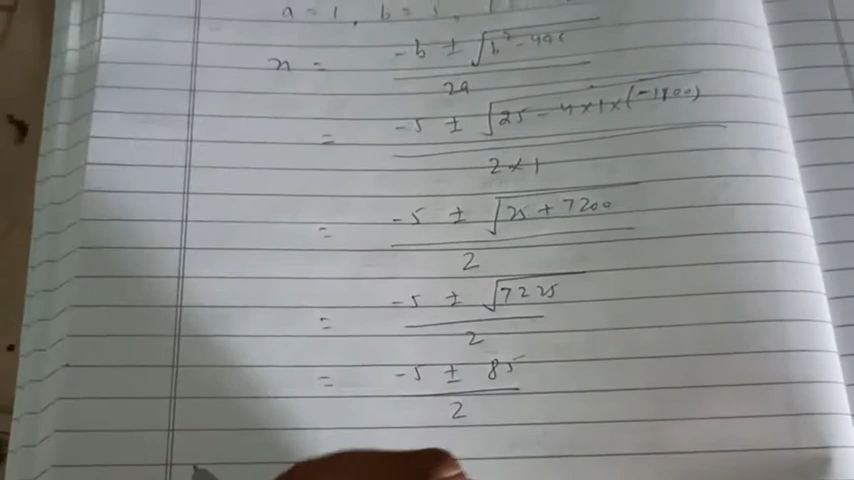 a = 1, b = 5,
x = -b ± √b² - 4ac / 2a
= -5 ± √25 - 4×1×(-1800) / 2×1
= -5 ± √25 + 7200 / 2
= -5 ± √7225 / 2
= -5 ± 85 / 2